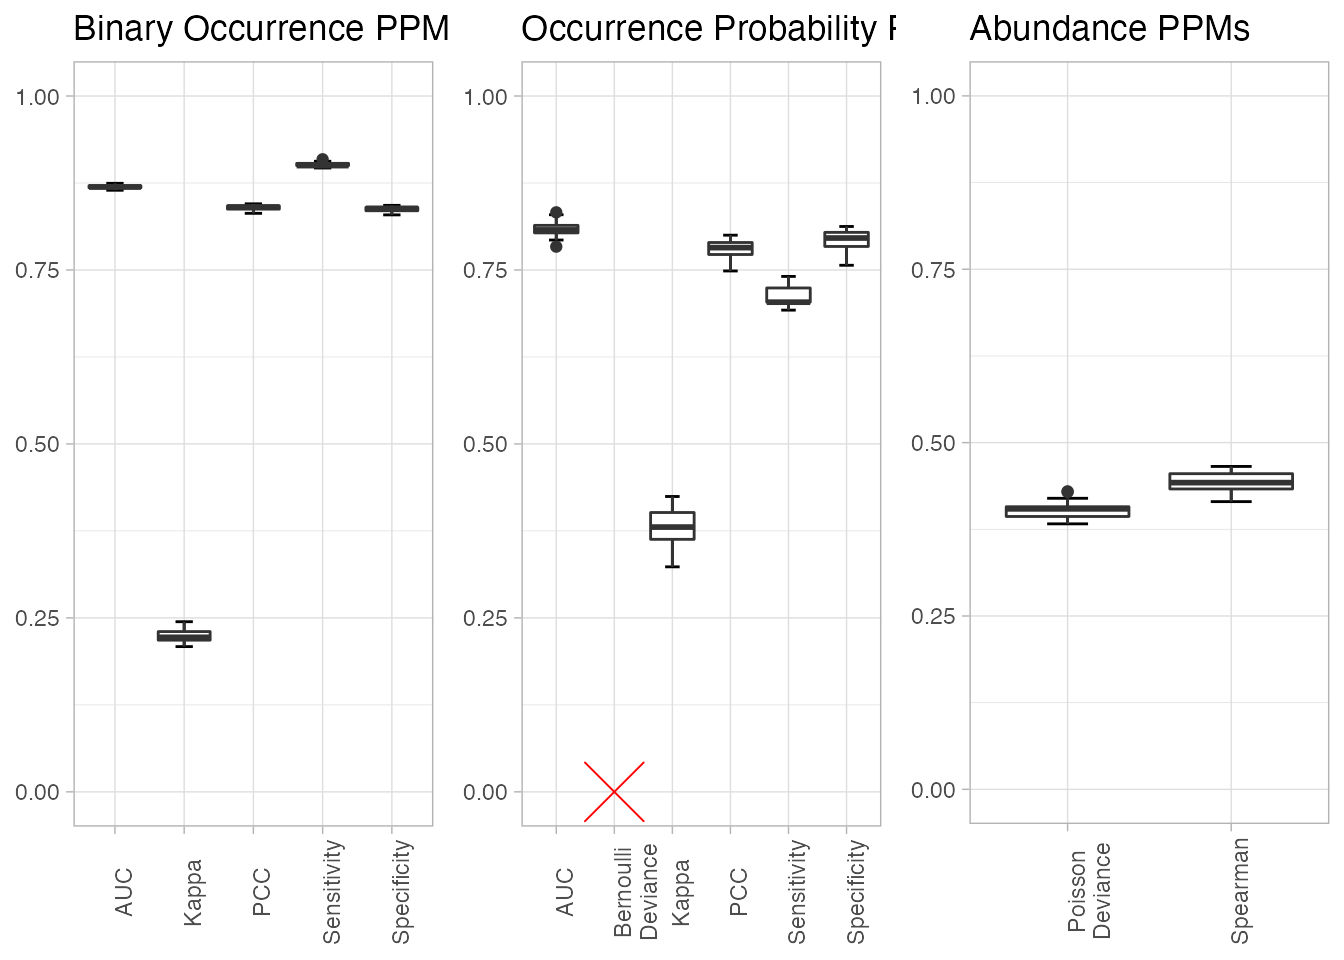 Binary Occurrence PPM
1.00
0.75
0.50
0.25
0.00
AUC
Kappa
PCC
Sensitivity
Specificity
Occurrence Probability
1.00
0.75
0.50
0.25
0.00
AUC
Bernoulli
Deviance
Kappa
PCC
Sensitivity
Specificity
Abundance PPMs
1.00
0.75
0.50
0.25
0.00
Poisson
Deviance
Spearman